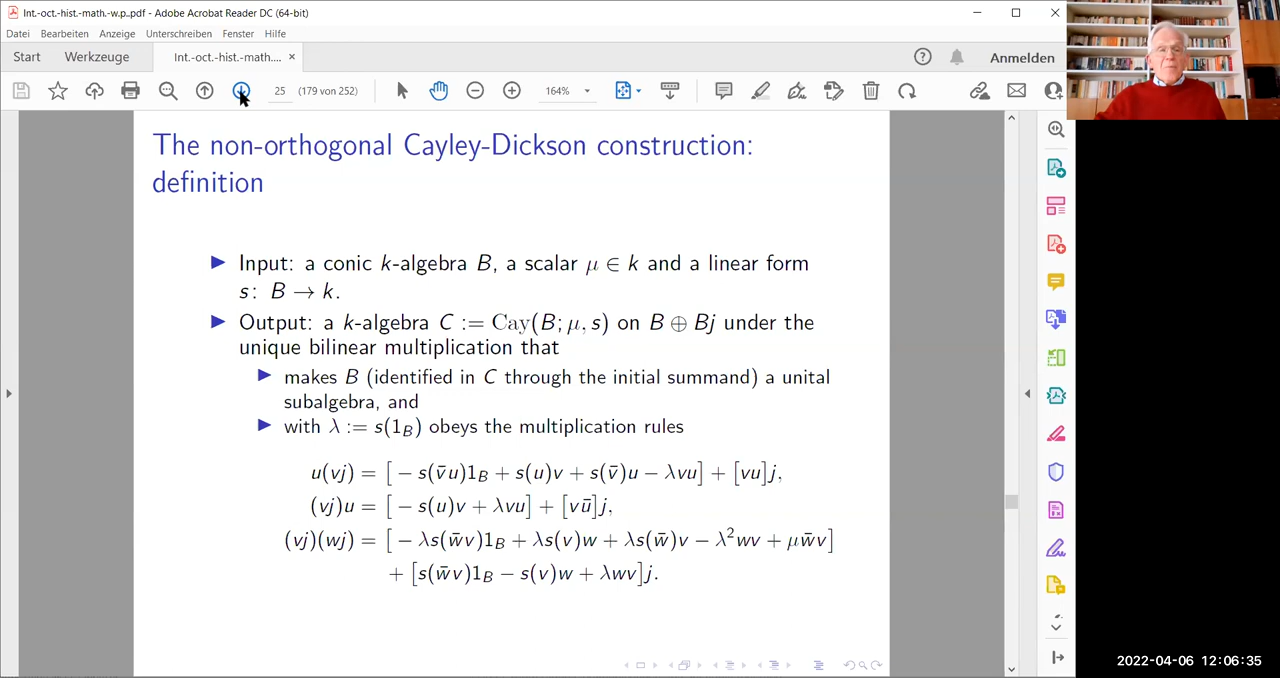 Int.-oct.-hist.-math.-w.p..pdf - Adobe Acrobat Reader DC (64-bit)
Datei Bearbeiten Anzeige Unterschreiben Fenster Hilfe
Start Werkzeuge Int.-oct.-hist.-math.... × Anmelden
25 (179 von 252) 164%
The non-orthogonal Cayley-Dickson construction:
definition
▶ Input: a conic k-algebra B, a scalar μ ∈ k and a linear form
s: B → k.
▶ Output: a k-algebra C := Cay(B; μ, s) on B ⊕ Bj under the
unique bilinear multiplication that
▶ makes B (identified in C through the initial summand) a unital
subalgebra, and
▶ with λ := s(1_B) obeys the multiplication rules
u(vj) = [ − s(v̄u)1_B + s(u)v + s(v̄)u − λvu] + [vu]j,
(vj)u = [ − s(u)v + λvu] + [vū]j,
(vj)(wj) = [ − λs(w̄v)1_B + λs(v)w + λs(w̄)v − λ²wv + μw̄v]
+ [s(w̄v)1_B − s(v)w + λwv]j.
2022-04-06 12:06:35